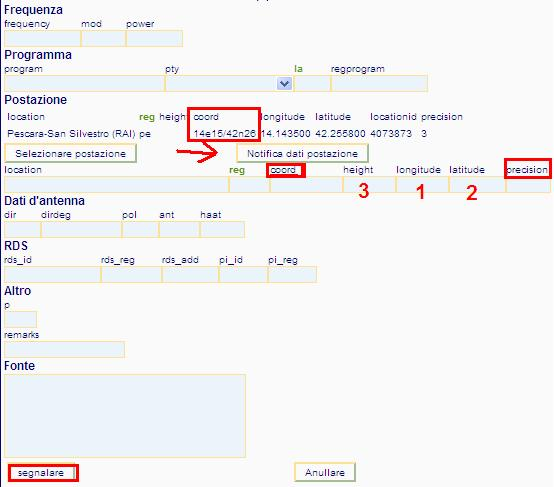 Frequenza
frequency mod power
Programma
program pty la regprogram
Postazione
location reg height coord longitude latitude locationid precision
Pescara-San Silvestro (RAI) pe 14e15/42n26 14.143500 42.255800 4073873 3
Selezionare postazione Notifica dati postazione
location reg coord height longitude latitude precision
3 1 2
Dati d'antenna
dir dirdeg pol ant haat
RDS
rds_id rds_reg rds_add pi_id pi_reg
Altro
p
remarks
Fonte
segnalare Anullare